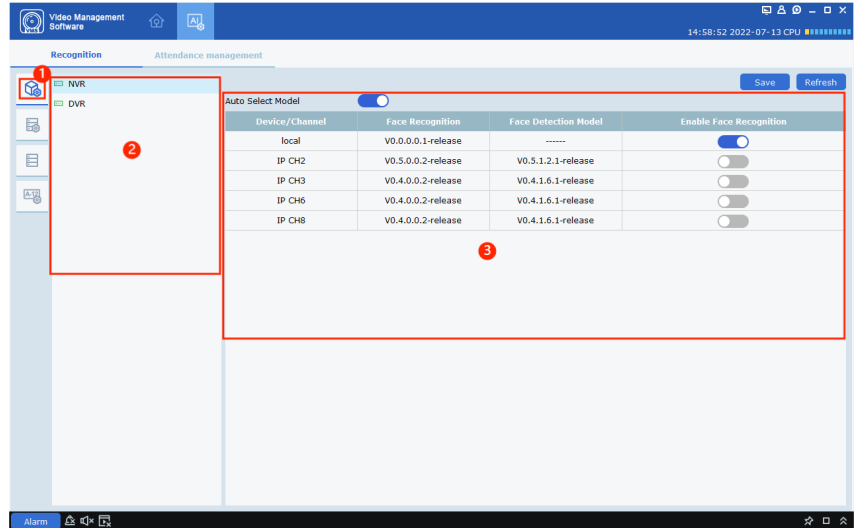 Video Management
Software
AI
14:58:52 2022-07-13 CPU
Recognition Attendance management
1
NVR
DVR
2
Save Refresh
Auto Select Model
Device/Channel Face Recognition Face Detection Model Enable Face Recognition
local V0.0.0.0.1-release ------
IP CH2 V0.5.0.0.2-release V0.5.1.2.1-release
IP CH3 V0.4.0.0.2-release V0.4.1.6.1-release
IP CH6 V0.4.0.0.2-release V0.4.1.6.1-release
IP CH8 V0.4.0.0.2-release V0.4.1.6.1-release
3
Alarm